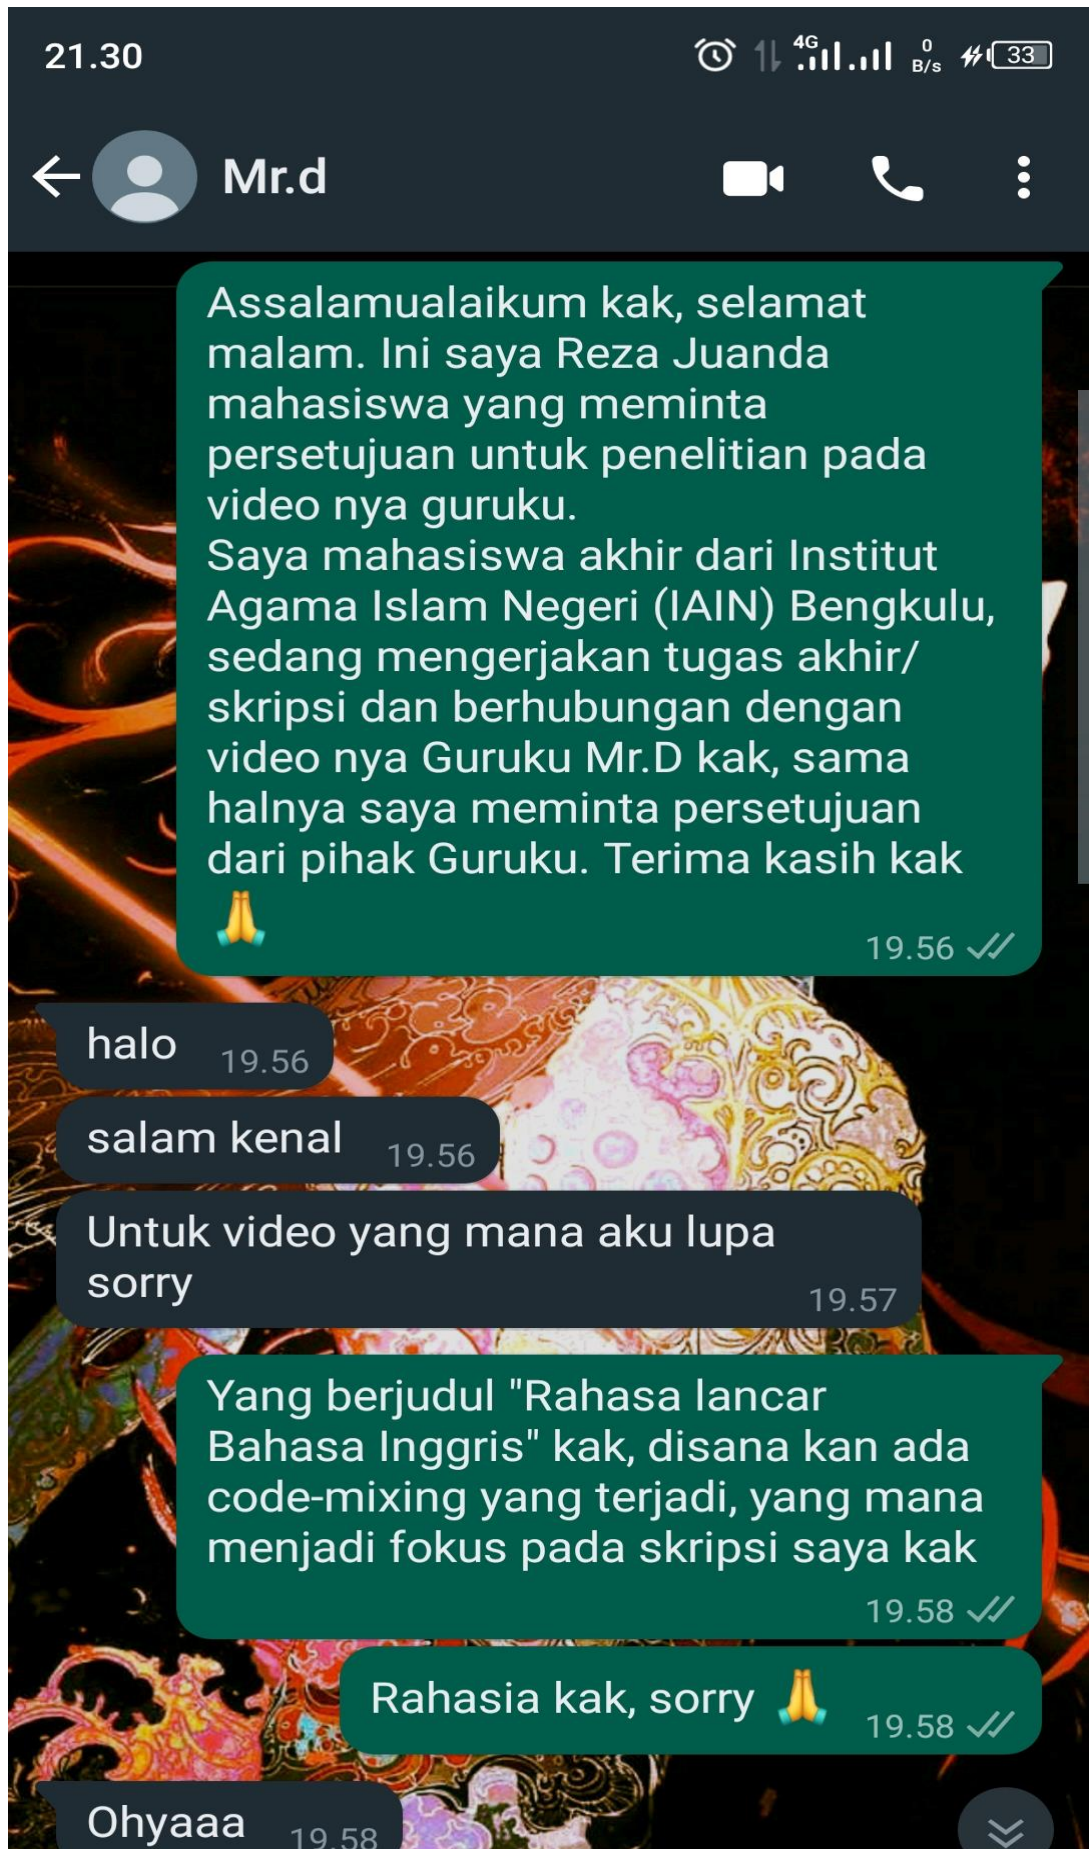 21.30
4G
0
B/s
33
Mr.d
Assalamualaikum kak, selamat
malam. Ini saya Reza Juanda
mahasiswa yang meminta
persetujuan untuk penelitian pada
video nya guruku.
Saya mahasiswa akhir dari Institut
Agama Islam Negeri (IAIN) Bengkulu,
sedang mengerjakan tugas akhir/
skripsi dan berhubungan dengan
video nya Guruku Mr.D kak, sama
halnya saya meminta persetujuan
dari pihak Guruku. Terima kasih kak
🙏
19.56
halo 19.56
salam kenal 19.56
Untuk video yang mana aku lupa
sorry
19.57
Yang berjudul "Rahasa lancar
Bahasa Inggris" kak, disana kan ada
code-mixing yang terjadi, yang mana
menjadi fokus pada skripsi saya kak
19.58
Rahasia kak, sorry 🙏 19.58
Ohyaaa 19.58